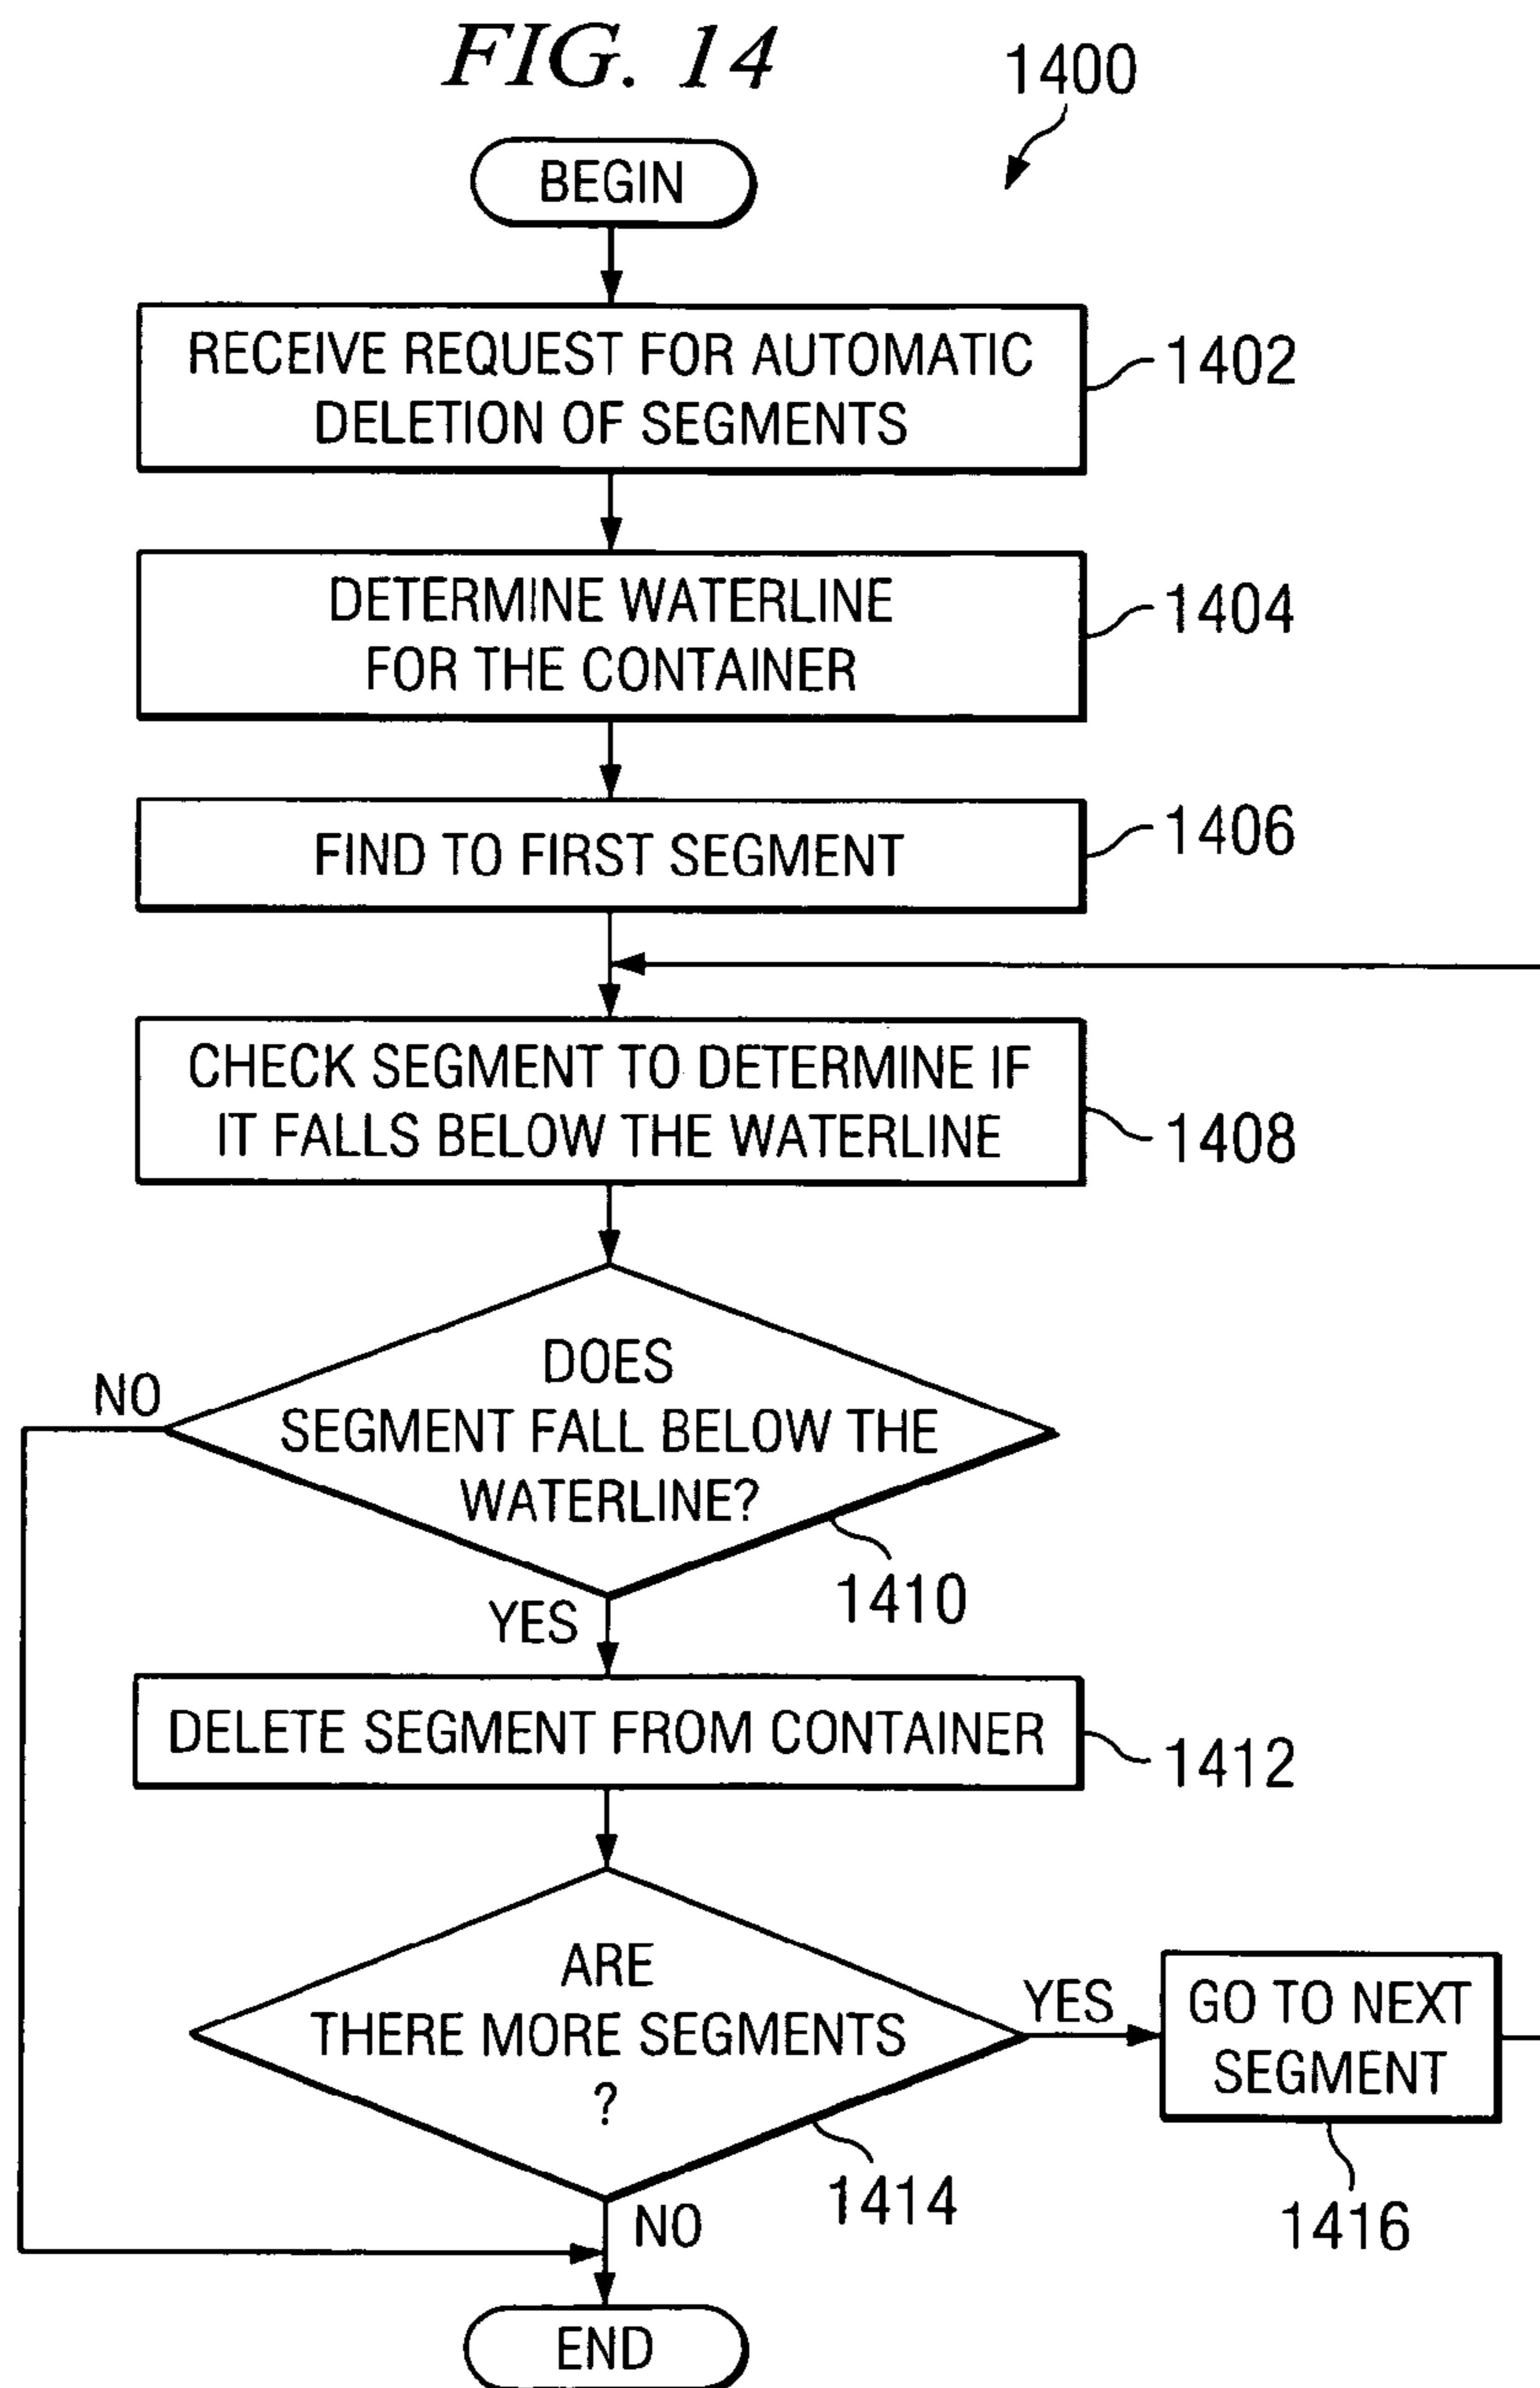 FIG. 14
1400
BEGIN
RECEIVE REQUEST FOR AUTOMATIC
DELETION OF SEGMENTS
1402
DETERMINE WATERLINE
FOR THE CONTAINER
1404
FIND TO FIRST SEGMENT
1406
CHECK SEGMENT TO DETERMINE IF
IT FALLS BELOW THE WATERLINE
1408
NO
DOES
SEGMENT FALL BELOW THE
WATERLINE?
1410
YES
DELETE SEGMENT FROM CONTAINER
1412
ARE
THERE MORE SEGMENTS
?
1414
YES
GO TO NEXT
SEGMENT
1416
NO
END